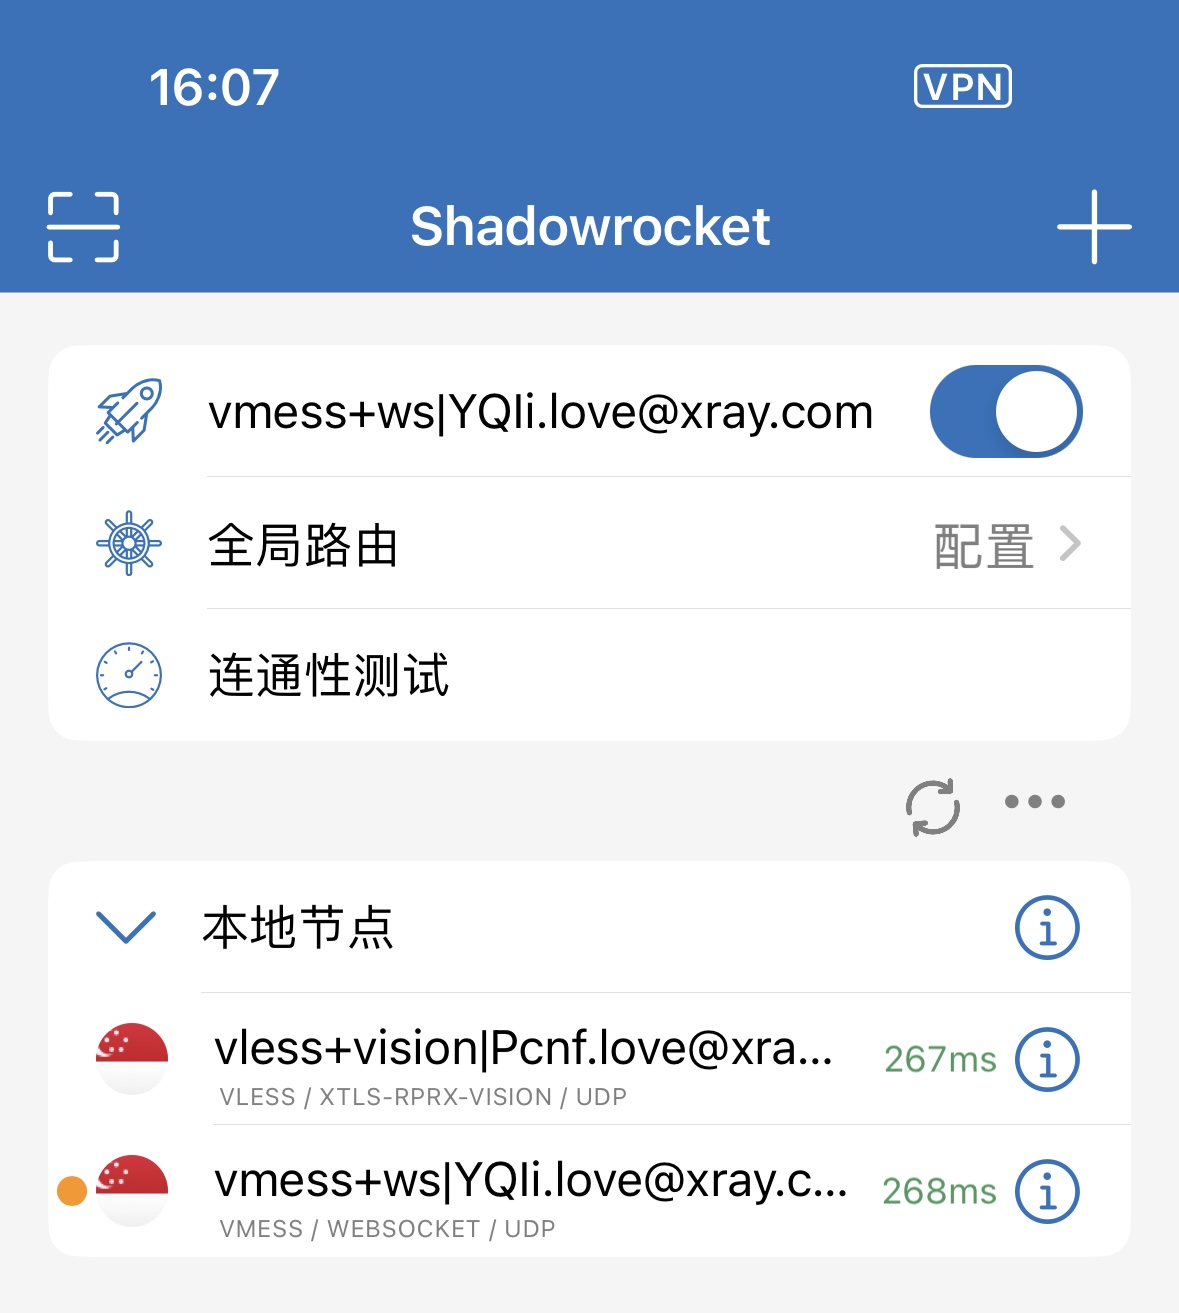 16:07
VPN
Shadowrocket
vmess+ws|YQIi.love@xray.com
全局路由
配置
连通性测试
本地节点
vless+vision|Pcnf.love@xra...
267ms
VLESS / XTLS-RPRX-VISION / UDP
vmess+ws|YQIi.love@xray.c...
268ms
VMESS / WEBSOCKET / UDP